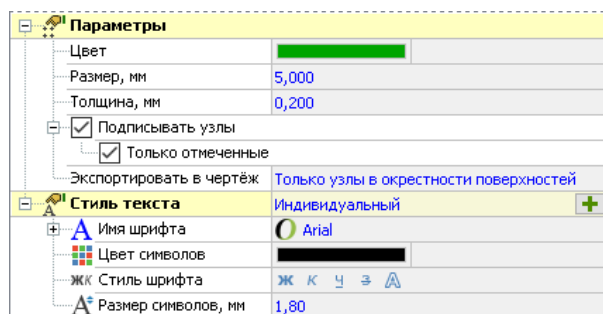 Параметры
Цвет
Размер, мм 5,000
Толщина, мм 0,200
Подписывать узлы
Только отмеченные
Экспортировать в чертёж Только узлы в окрестности поверхностей
Стиль текста Индивидуальный
Имя шрифта Arial
Цвет символов
Стиль шрифта Ж К Ч З А
Размер символов, мм 1,80